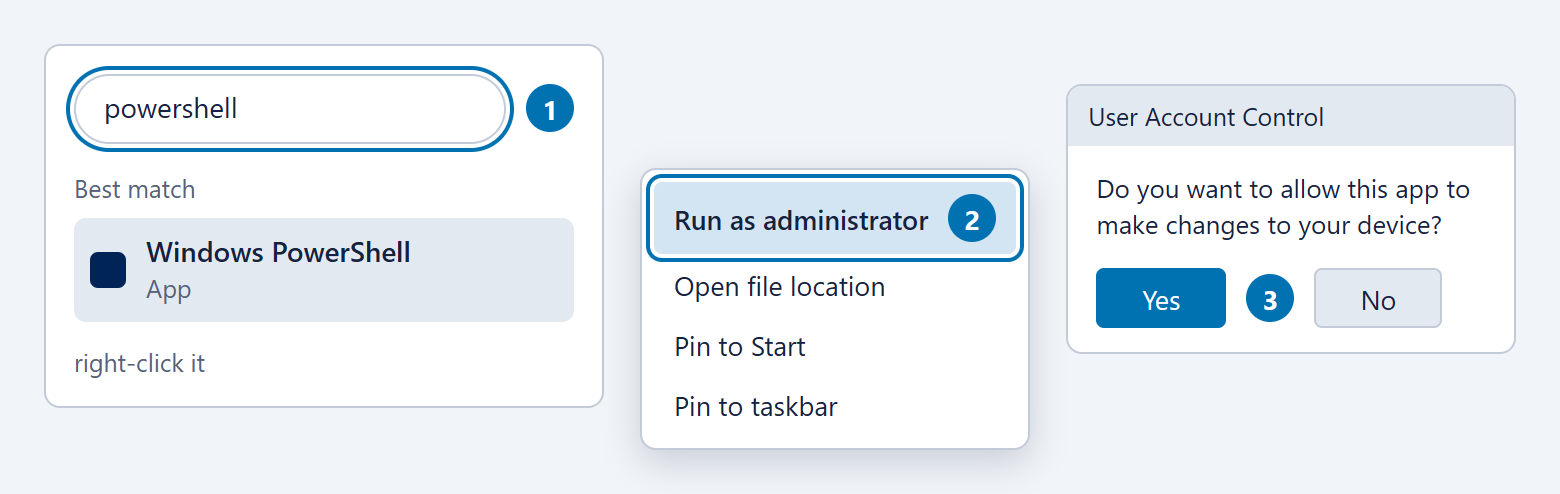 powershell
1
Best match
Windows PowerShell
App
right-click it
Run as administrator
2
Open file location
Pin to Start
Pin to taskbar
User Account Control
Do you want to allow this app to
make changes to your device?
Yes
3
No